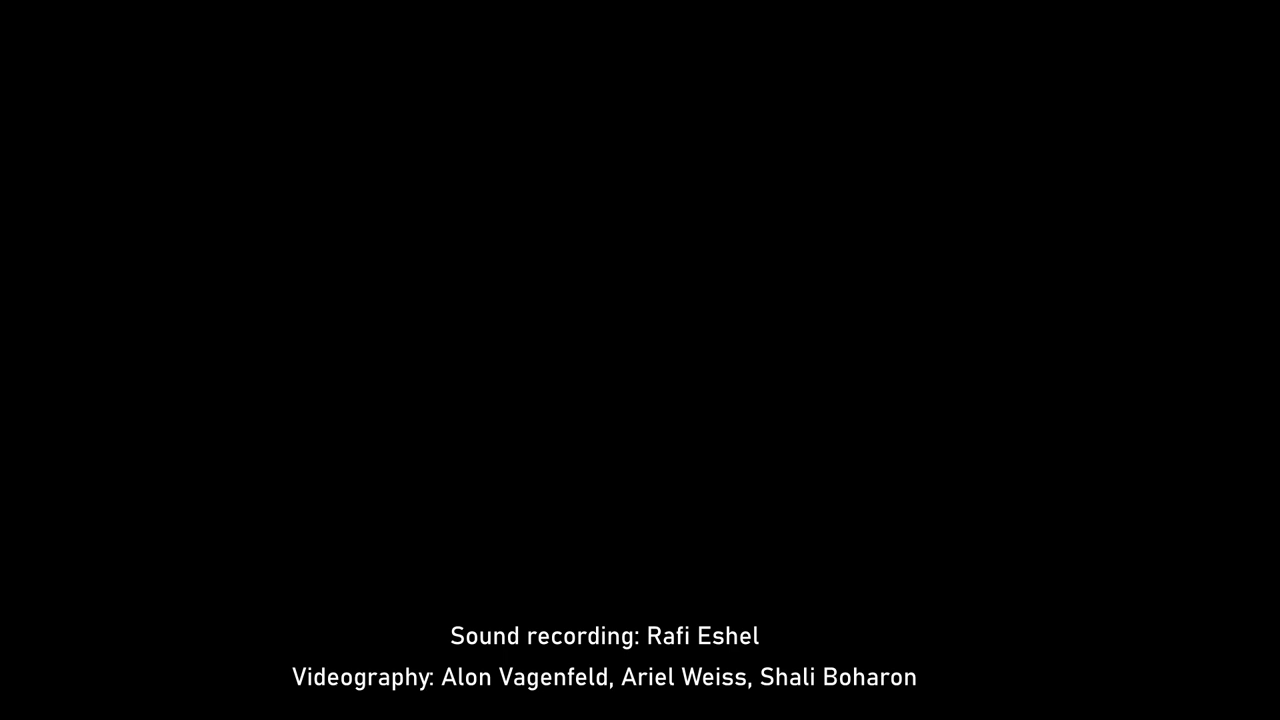 Sound recording: Rafi Eshel
Videography: Alon Vagenfeld, Ariel Weiss, Shali Boharon